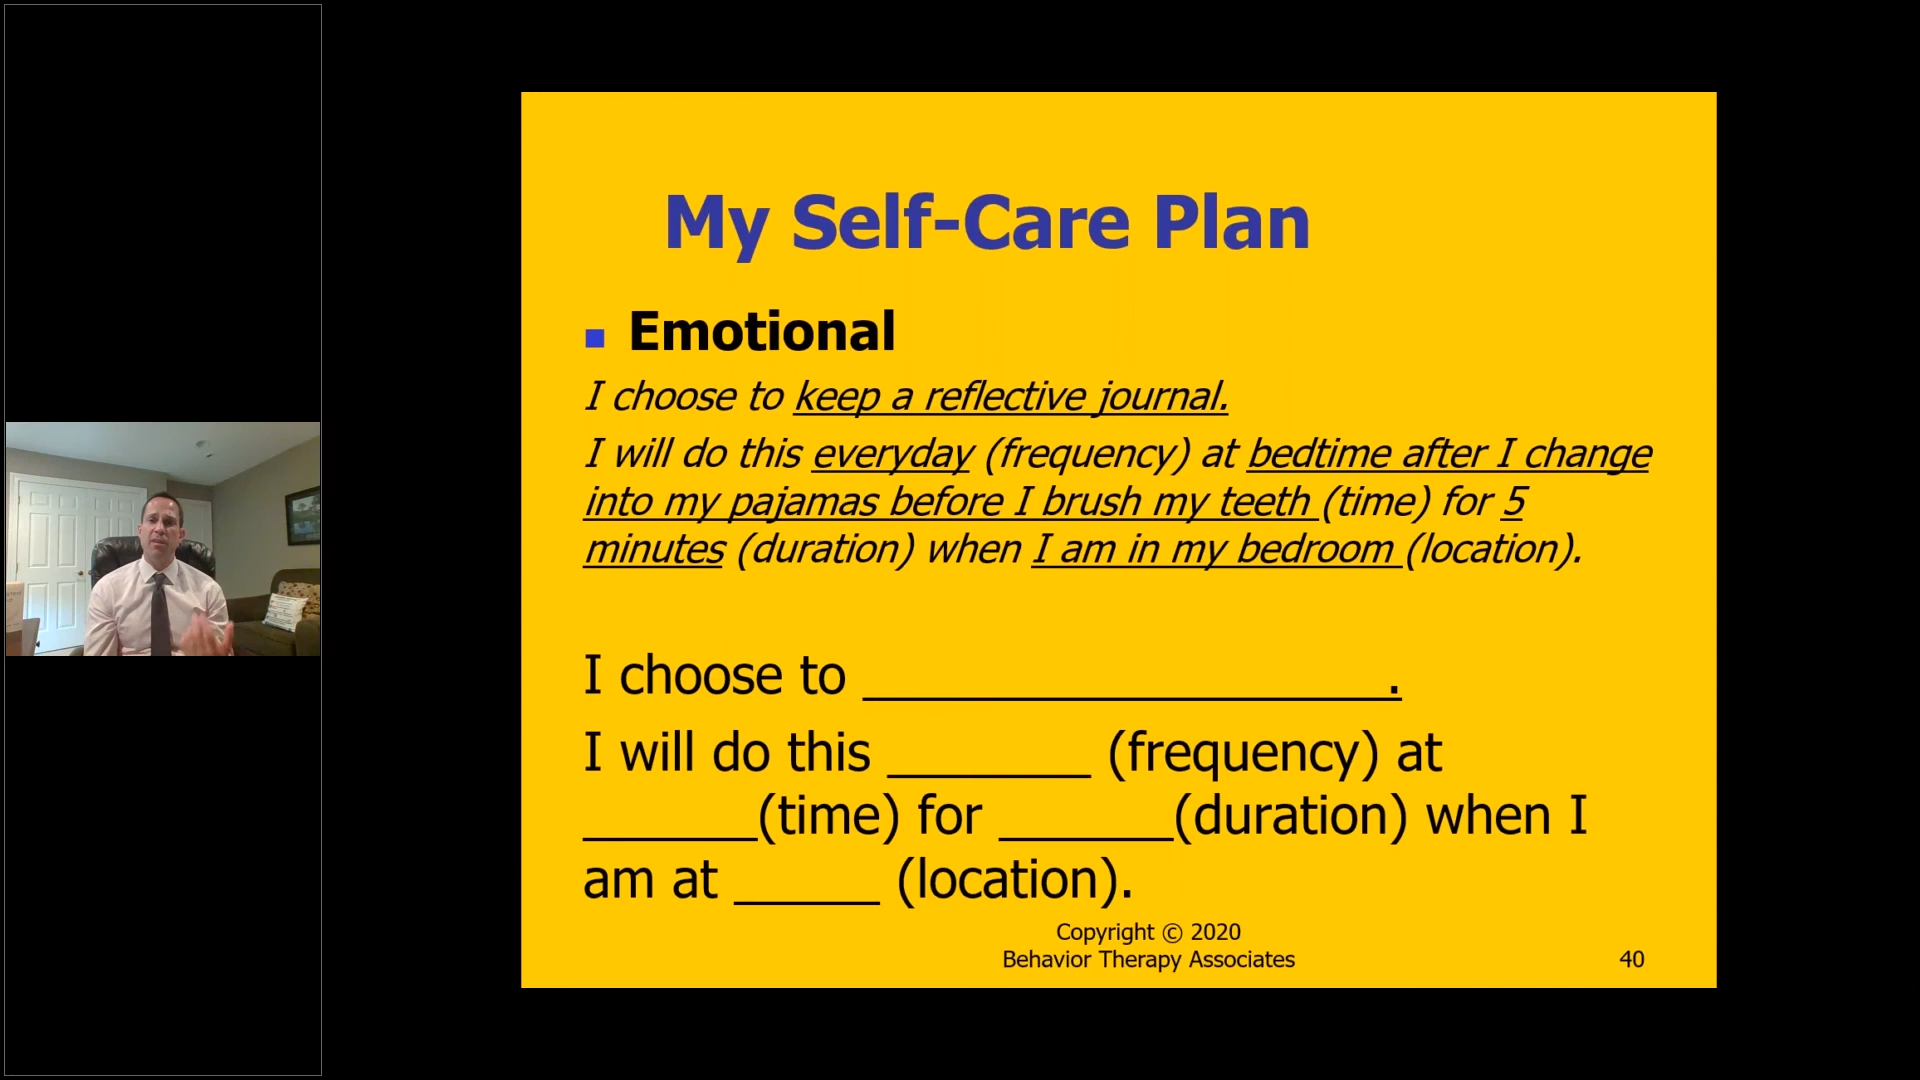 My Self-Care Plan
Emotional
I choose to keep a reflective journal.
I will do this everyday (frequency) at bedtime after I change
into my pajamas before I brush my teeth (time) for 5
minutes (duration) when I am in my bedroom (location).
I choose to ____________________.
I will do this _______ (frequency) at
______(time) for ______(duration) when I
am at _____ (location).
Copyright © 2020
Behavior Therapy Associates
40